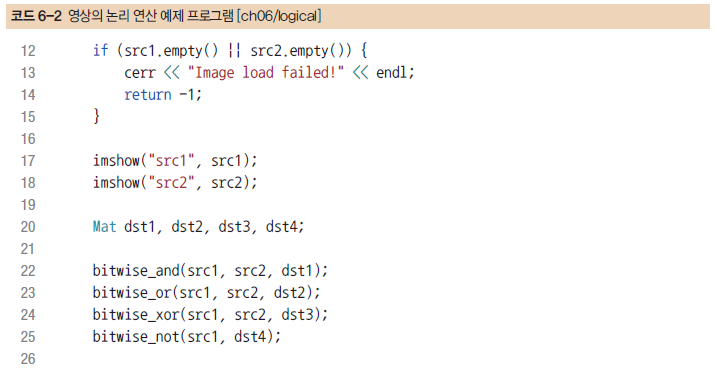 코드 6-2 영상의 논리 연산 예제 프로그램 [ch06/logical]
12 if (src1.empty() || src2.empty()) {
13 cerr << "Image load failed!" << endl;
14 return -1;
15 }
16
17 imshow("src1", src1);
18 imshow("src2", src2);
19
20 Mat dst1, dst2, dst3, dst4;
21
22 bitwise_and(src1, src2, dst1);
23 bitwise_or(src1, src2, dst2);
24 bitwise_xor(src1, src2, dst3);
25 bitwise_not(src1, dst4);
26